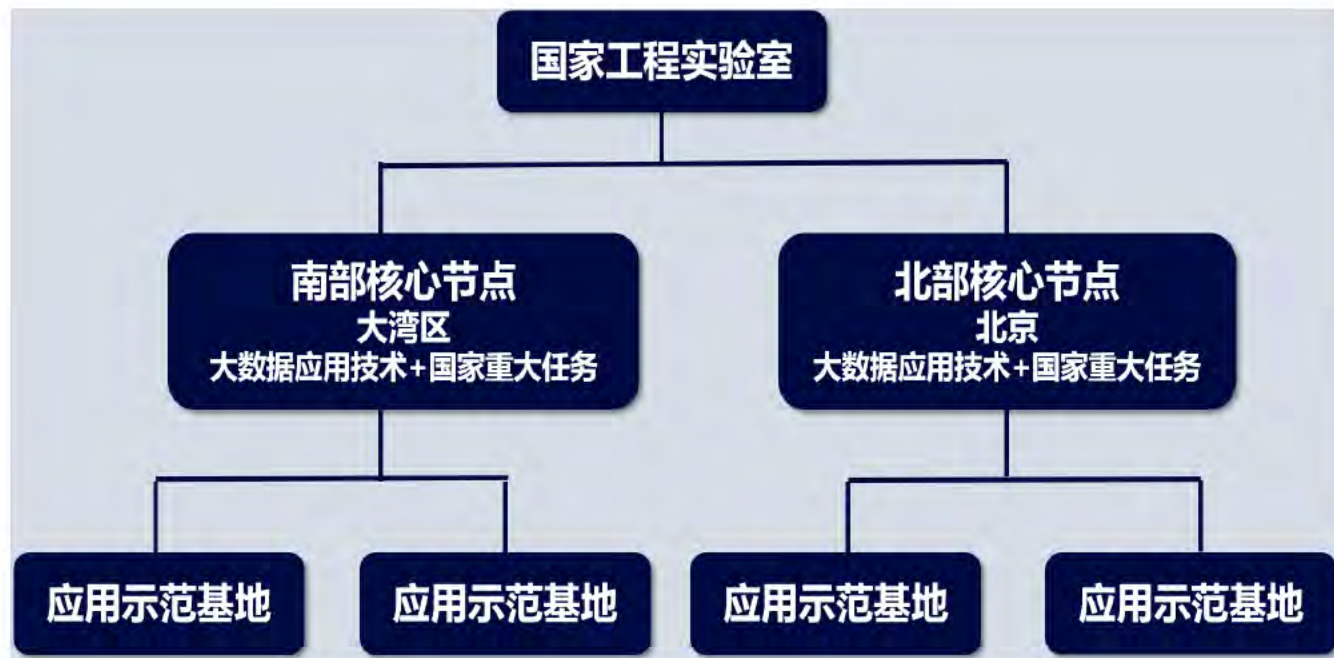 国家工程实验室
南部核心节点
大湾区
大数据应用技术+国家重大任务
北部核心节点
北京
大数据应用技术+国家重大任务
应用示范基地
应用示范基地
应用示范基地
应用示范基地